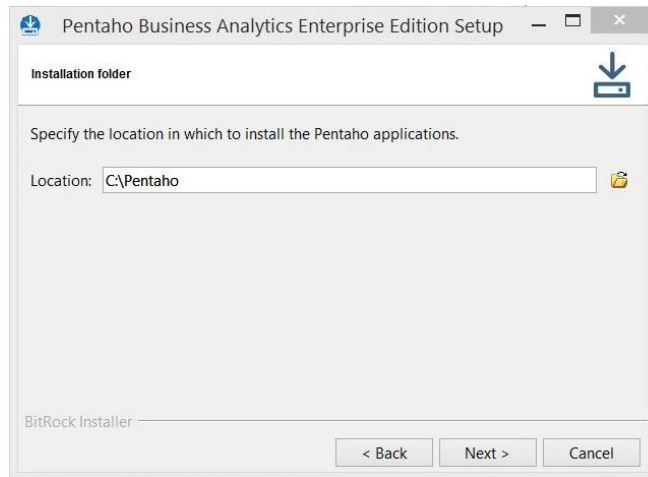 Pentaho Business Analytics Enterprise Edition Setup
Installation folder
Specify the location in which to install the Pentaho applications.
Location: C:\Pentaho
BitRock Installer
< Back Next > Cancel